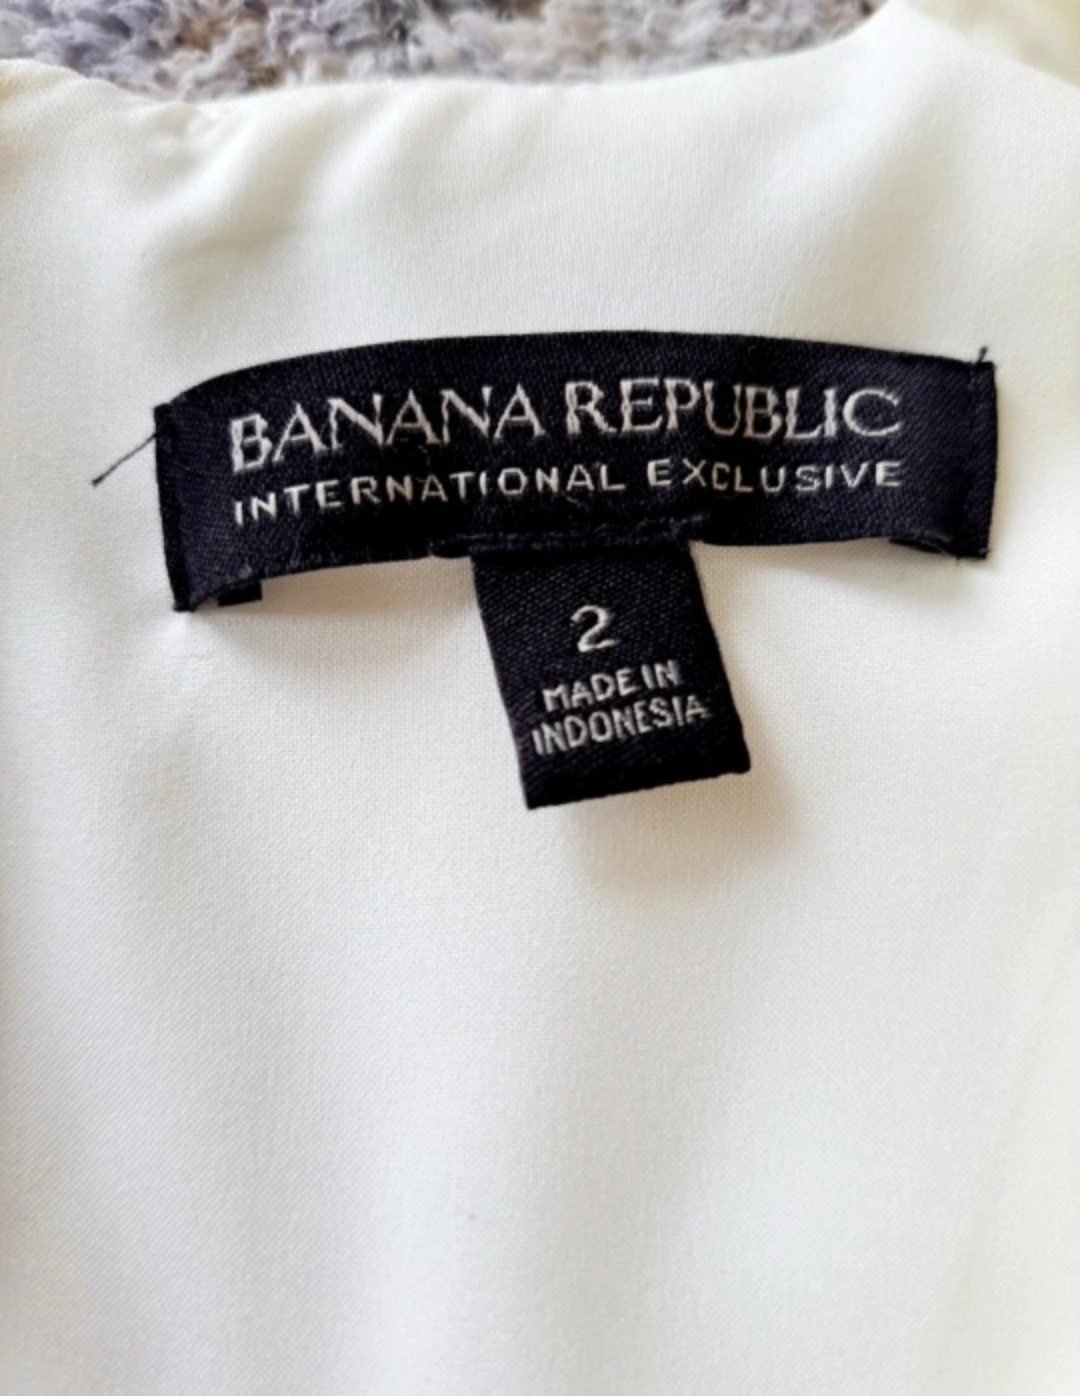 BANANA REPUBLIC
INTERNATIONAL EXCLUSIVE
2
MADE IN
INDONESIA